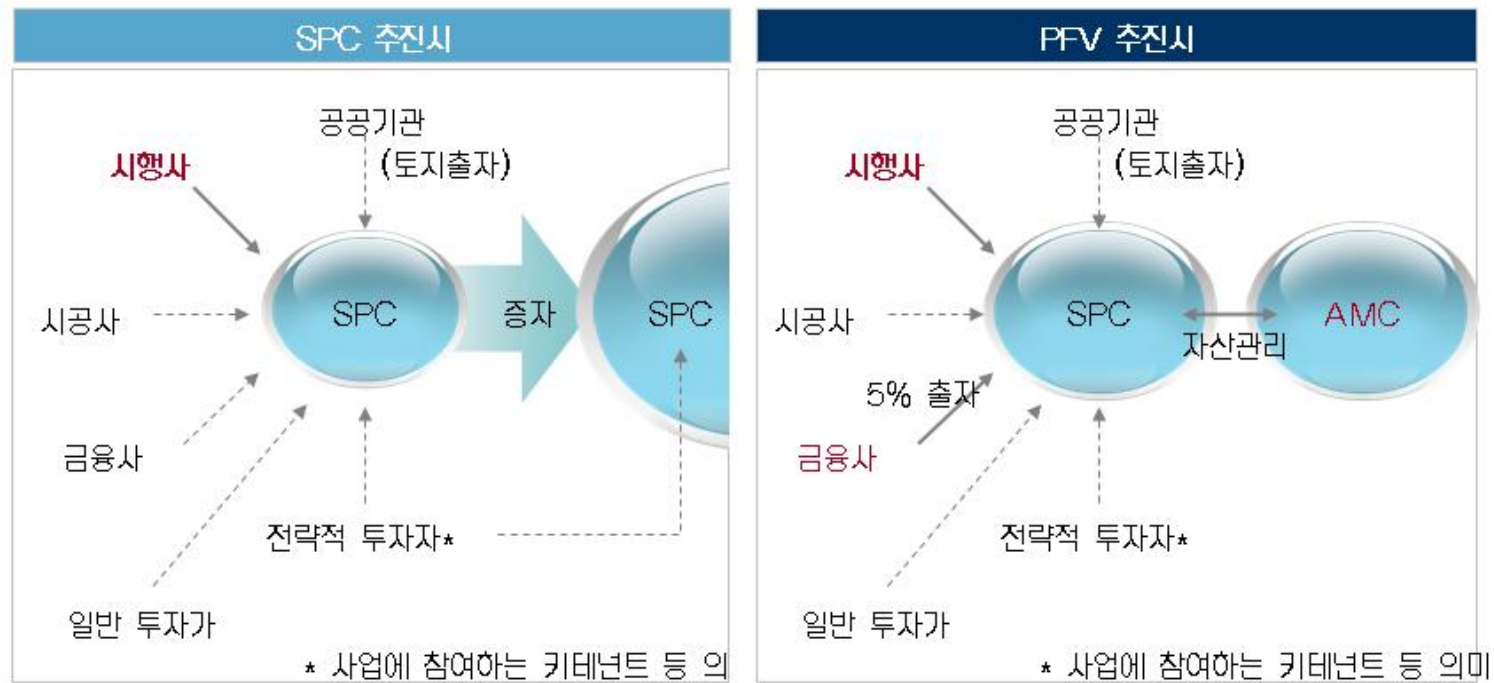 SPC 추진시
공공기관
시행사
(토지출자)
시공사
SPC
증자
SPC
금융사
전략적 투자자*
일반 투자가
* 사업에 참여하는 키테넌트 등 의
PFV 추진시
공공기관
시행사
(토지출자)
시공사
SPC
AMC
자산관리
5% 출자
금융사
전략적 투자자*
일반 투자가
* 사업에 참여하는 키테넌트 등 의미